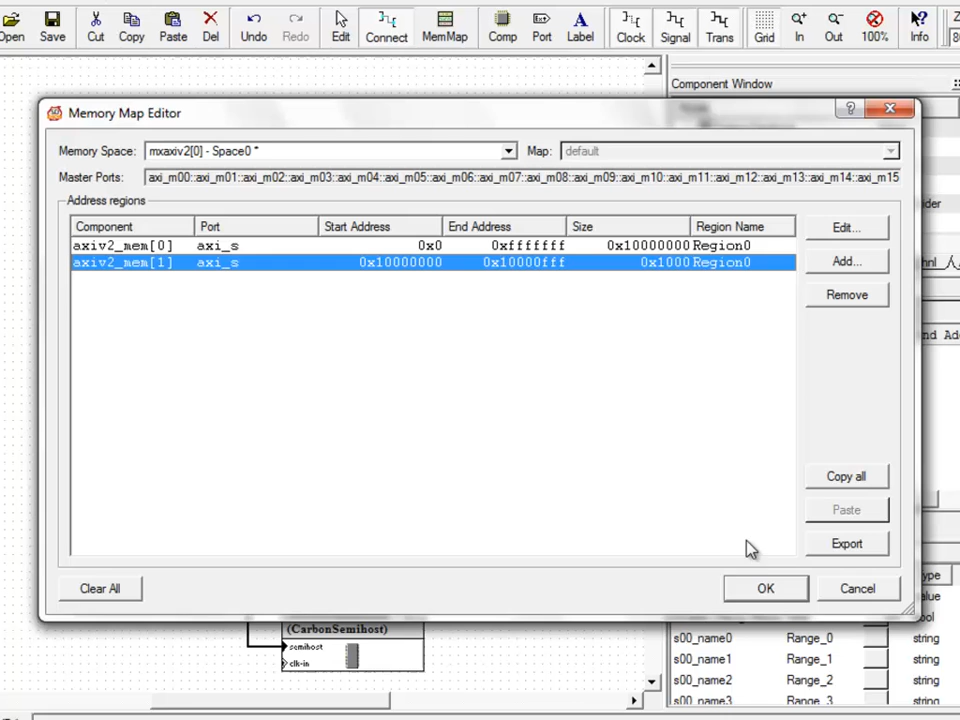 Open Save Cut Copy Paste Del Undo Redo Edit Connect MemMap Comp Port Label Clock Signal Trans Grid In Out 100% Info
Component Window
Memory Map Editor
Memory Space: mxaxiv2[0] - Space0 * Map: default
Master Ports: axi_m00::axi_m01::axi_m02::axi_m03::axi_m04::axi_m05::axi_m06::axi_m07::axi_m08::axi_m09::axi_m10::axi_m11::axi_m12::axi_m13::axi_m14::axi_m15
Address regions
Component Port Start Address End Address Size Region Name
axiv2_mem[0] axi_s 0x0 0xfffffff 0x10000000 Region0
axiv2_mem[1] axi_s 0x10000000 0x10000fff 0x1000 Region0
Edit...
Add...
Remove
Copy all
Paste
Export
Clear All OK Cancel
(CarbonSemihost)
semihost
clk-in
s00_name0 Range_0 string
s00_name1 Range_1 string
s00_name2 Range_2 string
s00_name3 Range_3 string